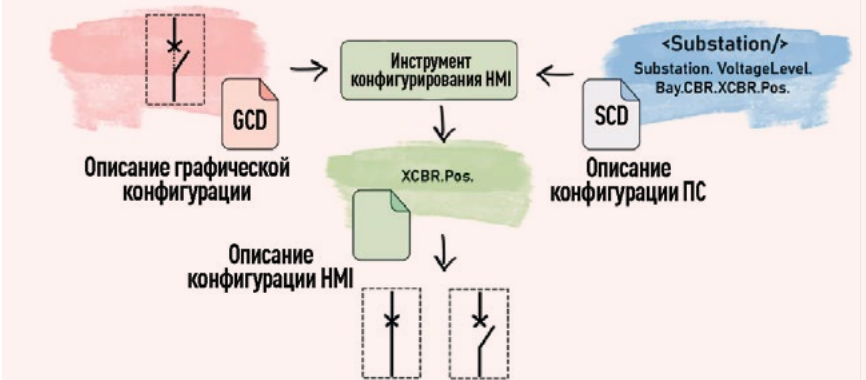 GCD
Описание графической
конфигурации
Инструмент
конфигурирования HMI
<Substation/>
Substation. VoltageLevel.
Bay.CBR.XCBR.Pos.
SCD
Описание
конфигурации ПС
XCBR.Pos.
Описание
конфигурации HMI